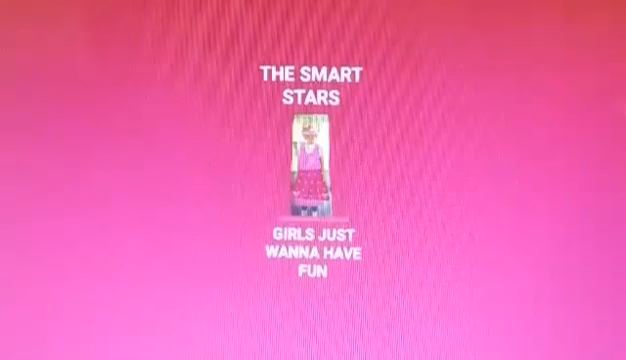 THE SMART
STARS
GIRLS JUST
WANNA HAVE
FUN